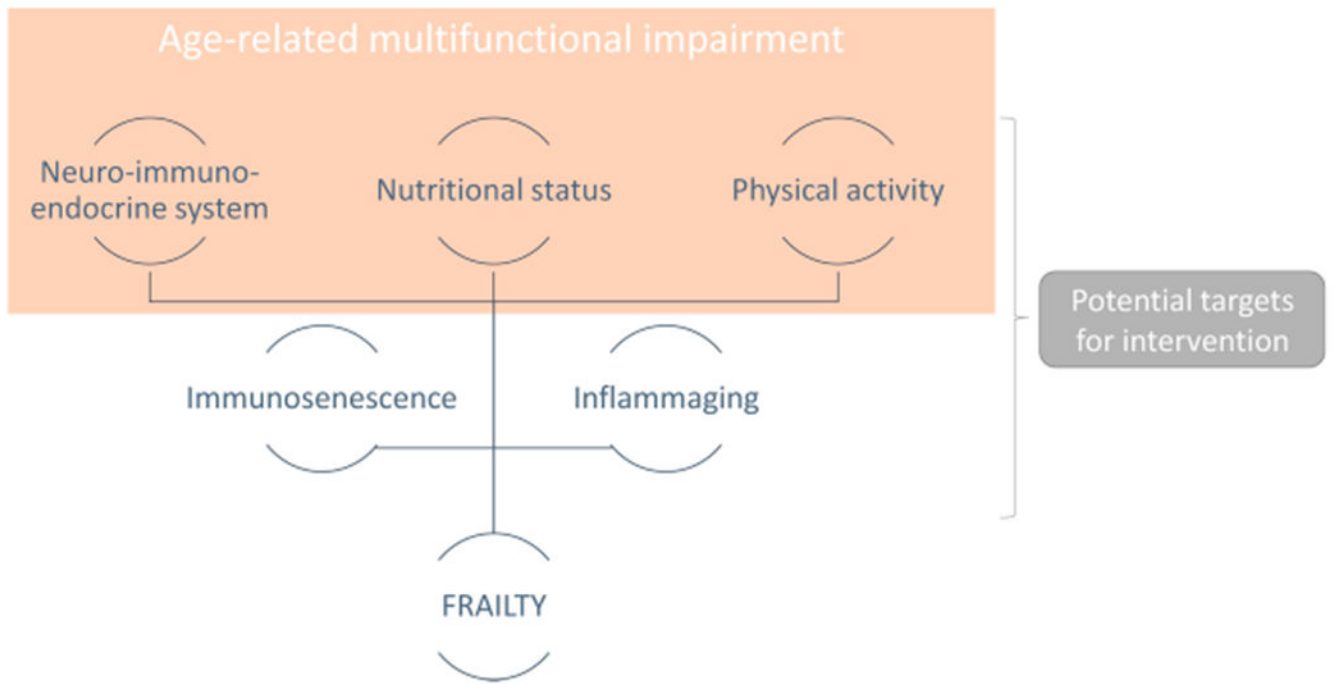 Age-related multifunctional impairment
Neuro-immuno-
endocrine system
Nutritional status
Physical activity
Potential targets
for intervention
Immunosenescence
Inflammaging
FRAILTY